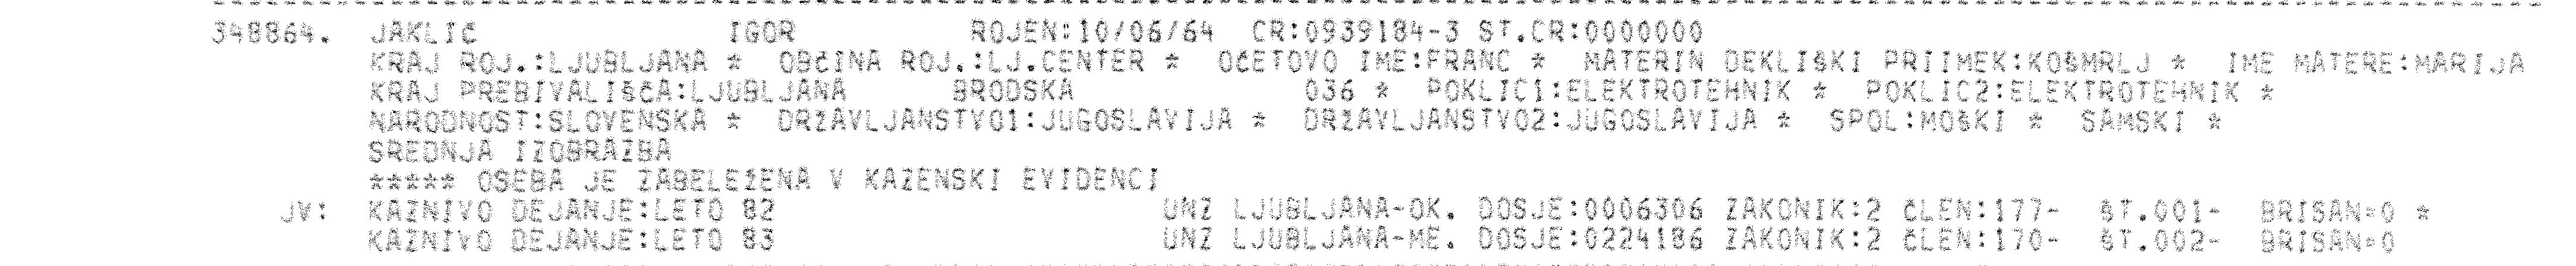 348864. JAKLIČ IGOR ROJEN:10/06/64 CR:0939184-3 ST.CR:0000000
KRAJ ROJ.:LJUBLJANA * OBČINA ROJ.:LJ.CENTER * OČETOVO IME:FRANC * MATERIN DEKLIŠKI PRIIMEK:KOŠMRLJ * IME MATERE:MARIJA
KRAJ PREBIVALIŠČA:LJUBLJANA BRODSKA 036 * POKLIC1:ELEKTROTEHNIK * POKLIC2:ELEKTROTEHNIK *
NARODNOST:SLOVENSKA * DRŽAVLJANSTVO1:JUGOSLAVIJA * DRŽAVLJANSTVO2:JUGOSLAVIJA * SPOL:MOŠKI * SAMSKI *
SREDNJA IZOBRAZBA
***** OSEBA JE ZABELEŽENA V KAZENSKI EVIDENCI
JV: KAZNIVO DEJANJE:LETO 82 UNZ LJUBLJANA-OK. DOSJE:0006306 ZAKONIK:2 ČLEN:177- ŠT.001- BRISAN=0 *
KAZNIVO DEJANJE:LETO 83 UNZ LJUBLJANA-ME. DOSJE:0224186 ZAKONIK:2 ČLEN:170- ŠT.002- BRISAN=0